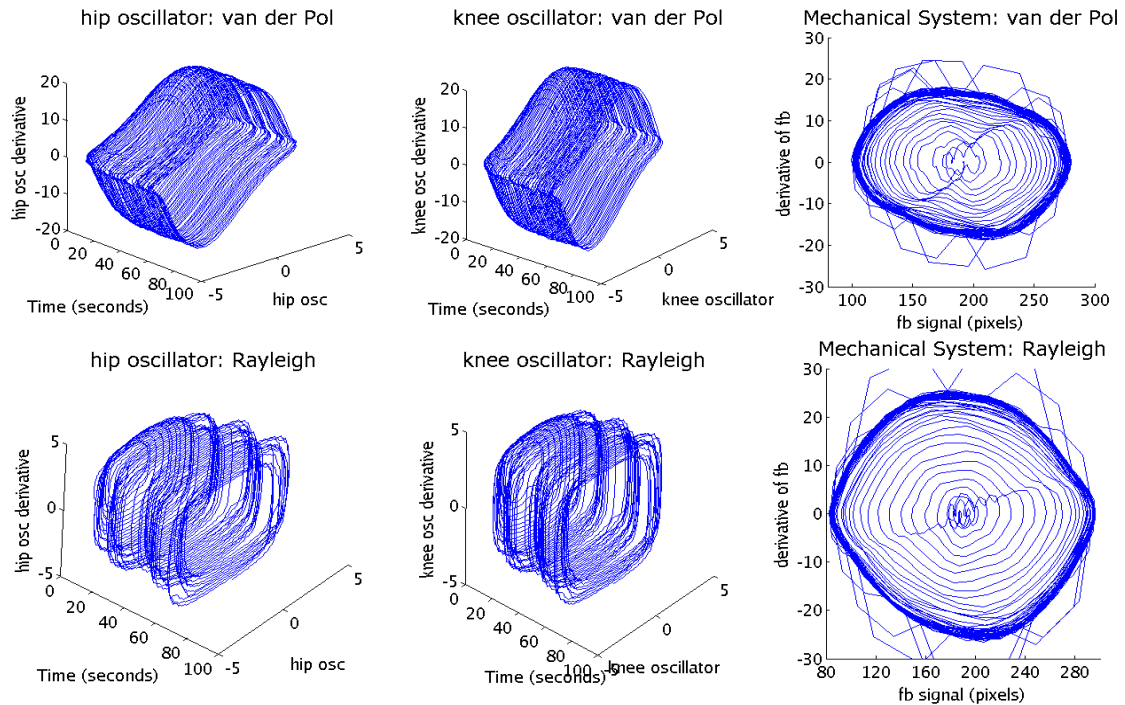 hip oscillator: van der Pol
hip osc derivative
20
10
0
-10
-20
0
20
40
60
80
100
Time (seconds)
-5
0
5
hip osc
knee oscillator: van der Pol
knee osc derivative
20
10
0
-10
-20
0
20
40
60
80
100
Time (seconds)
-5
0
5
knee oscillator
Mechanical System: van der Pol
derivative of fb
30
20
10
0
-10
-20
-30
100 150 200 250 300
fb signal (pixels)
hip oscillator: Rayleigh
hip osc derivative
5
0
-5
0
20
40
60
80
100
Time (seconds)
-5
0
5
hip osc
knee oscillator: Rayleigh
knee osc derivative
5
0
-5
0
20
40
60
80
100
Time (seconds)
-5
0
5
knee oscillator
Mechanical System: Rayleigh
derivative of fb
30
20
10
0
-10
-20
-30
80 120 160 200 240 280
fb signal (pixels)